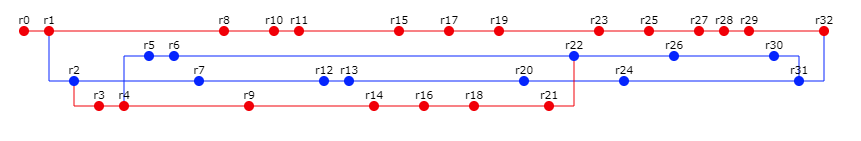 r0 r1 r8 r10 r11 r15 r17 r19 r23 r25 r27 r28 r29 r32
r5 r6 r22 r26 r30
r2 r7 r12 r13 r20 r24 r31
r3 r4 r9 r14 r16 r18 r21